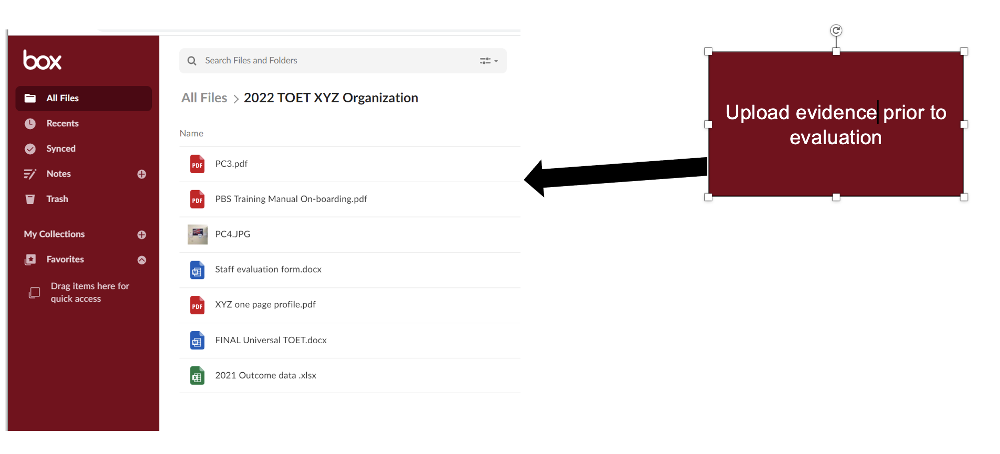 box
All Files
Recents
Synced
Notes
Trash
My Collections
Favorites
Drag items here for
quick access
Search Files and Folders
All Files > 2022 TOET XYZ Organization
Name
PDF PC3.pdf
PDF PBS Training Manual On-boarding.pdf
PC4.JPG
W Staff evaluation form.docx
PDF XYZ one page profile.pdf
W FINAL Universal TOET.docx
X 2021 Outcome data .xlsx
Upload evidence prior to
evaluation